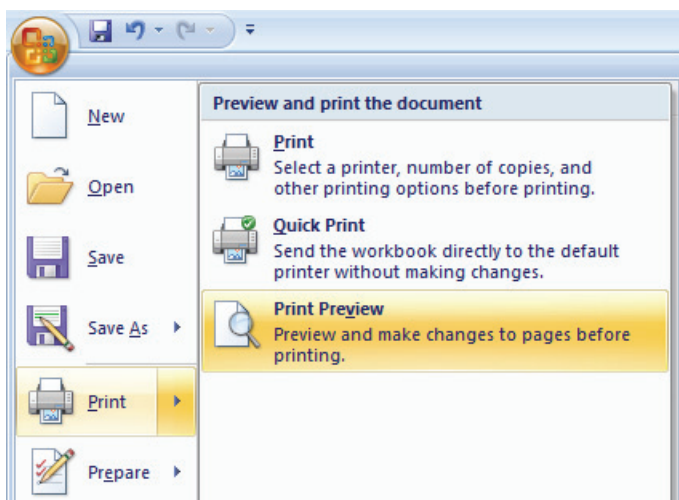 New
Open
Save
Save As
Print
Prepare
Preview and print the document
Print
Select a printer, number of copies, and
other printing options before printing.
Quick Print
Send the workbook directly to the default
printer without making changes.
Print Preview
Preview and make changes to pages before
printing.